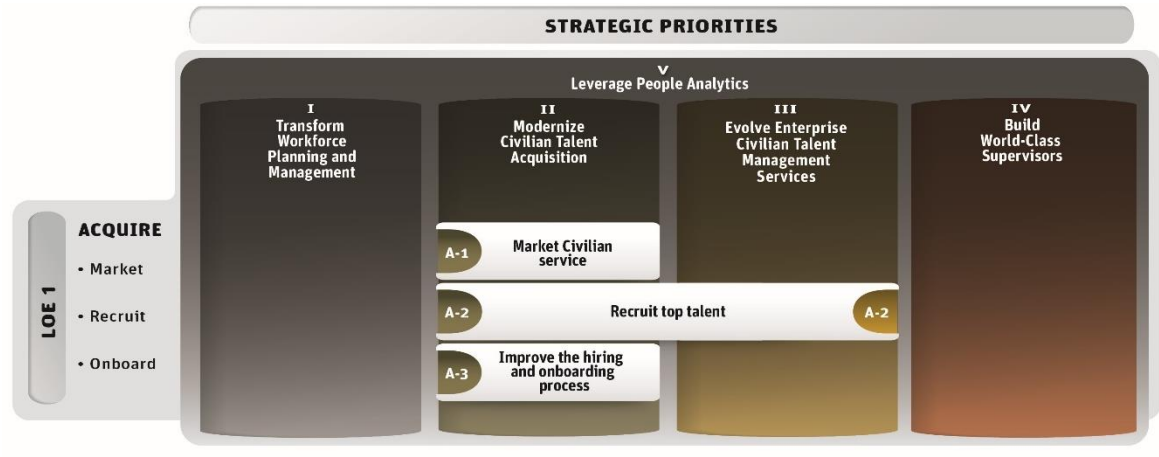 STRATEGIC PRIORITIES
V
Leverage People Analytics
I
Transform
Workforce
Planning and
Management
II
Modernize
Civilian Talent
Acquisition
III
Evolve Enterprise
Civilian Talent
Management
Services
IV
Build
World-Class
Supervisors
LOE 1
ACQUIRE
• Market
• Recruit
• Onboard
A-1
Market Civilian
service
A-2
Recruit top talent
A-2
A-3
Improve the hiring
and onboarding
process